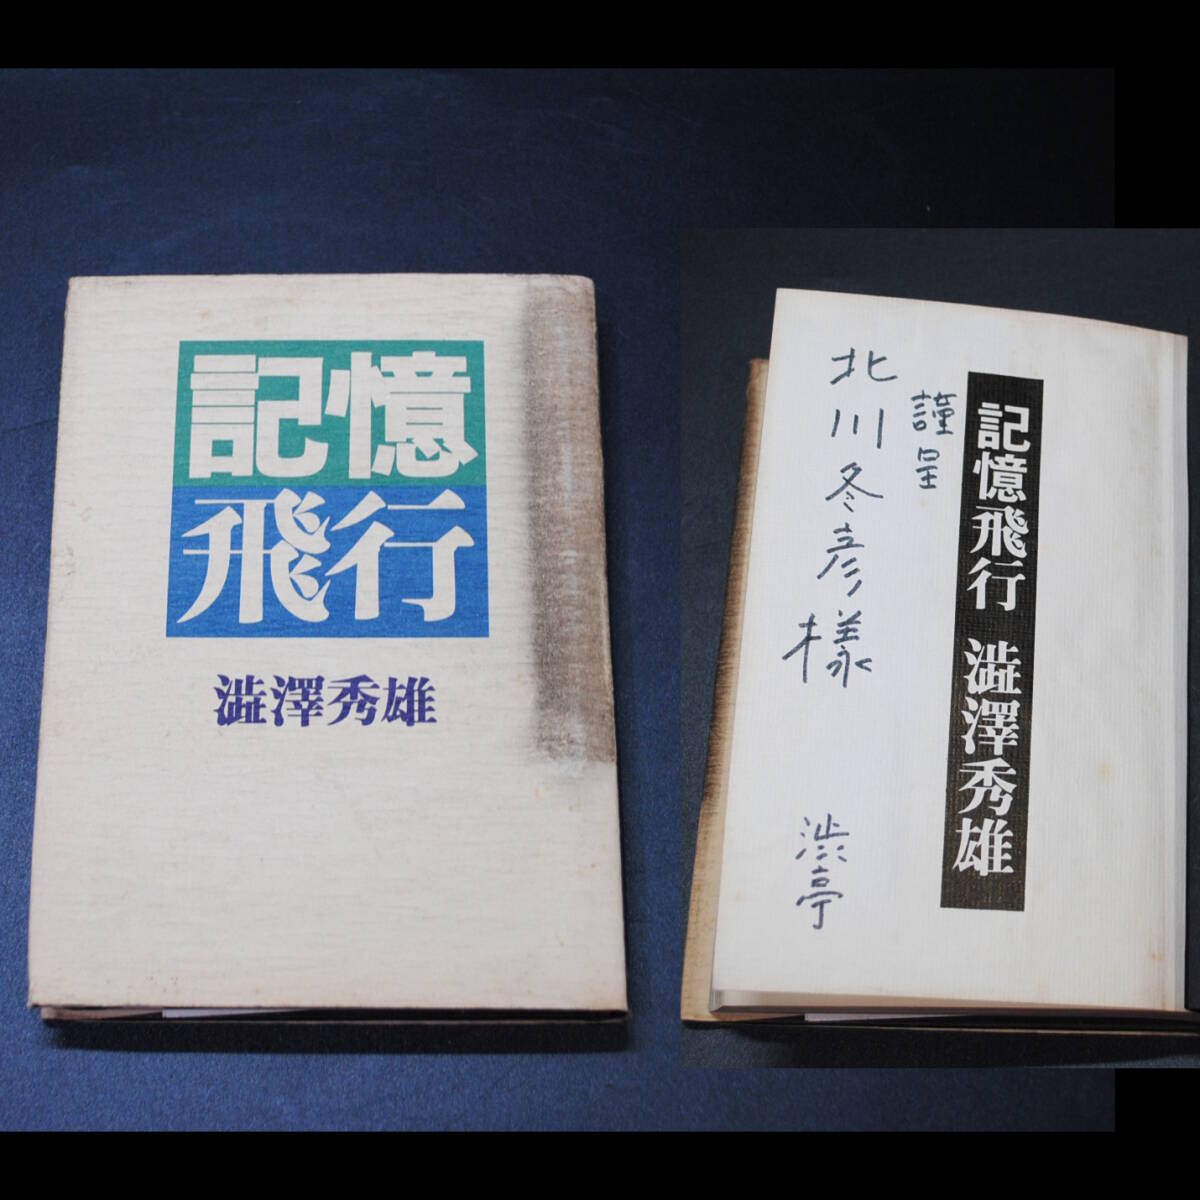 記憶
飛行
澁澤秀雄
記憶飛行 澁澤秀雄
謹呈
北川冬彦様
渋亭